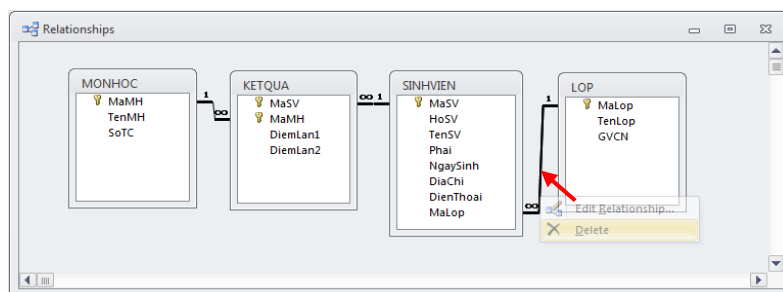 Relationships
MONHOC
MaMH
TenMH
SoTC
1
∞
KETQUA
MaSV
MaMH
DiemLan1
DiemLan2
∞ 1
SINHVIEN
MaSV
HoSV
TenSV
Phai
NgaySinh
DiaChi
DienThoai
MaLop
1
∞
LOP
MaLop
TenLop
GVCN
Edit Relationship...
Delete